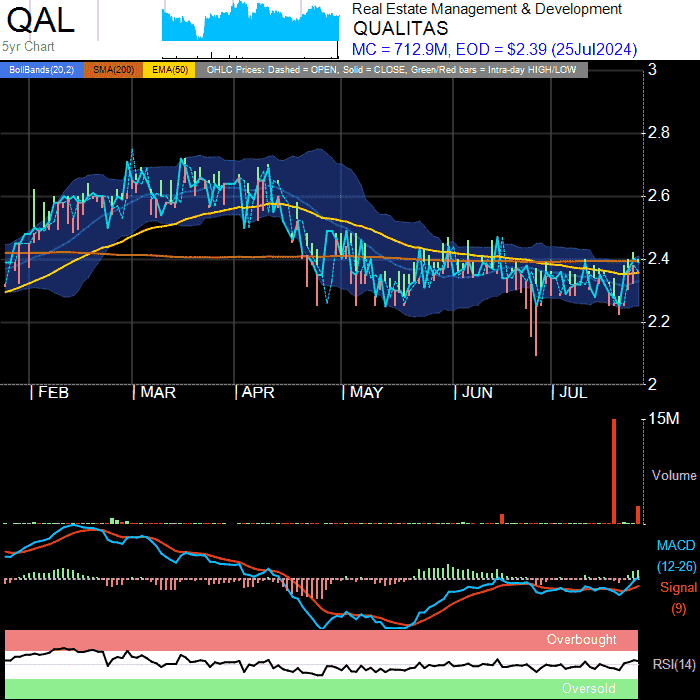 QAL
5yr Chart
Real Estate Management & Development
QUALITAS
MC = 712.9M, EOD = $2.39 (25Jul2024)
BollBands(20,2) SMA(200) EMA(50) OHLC Prices: Dashed = OPEN, Solid = CLOSE, Green/Red bars = Intra-day HIGH/LOW
3
2.8
2.6
2.4
2.2
2
FEB MAR APR MAY JUN JUL
15M
Volume
MACD
(12-26)
Signal
(9)
Overbought
RSI(14)
Oversold